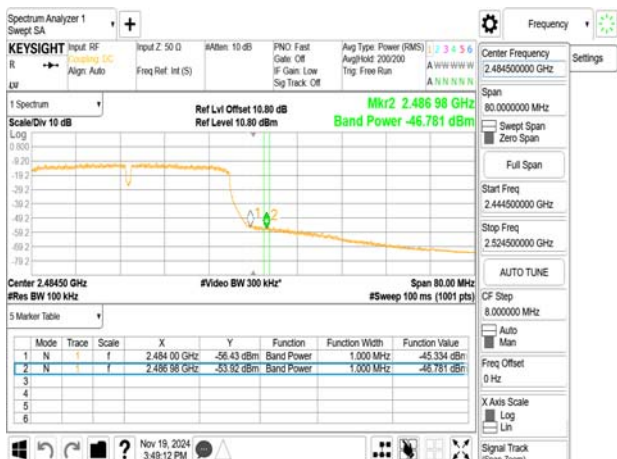 Spectrum Analyzer 1
Swept SA
Frequency
KEYSIGHT
Input: RF
Coupling: DC
Align: Auto
Input Z: 50 Ω
Freq Ref: Int (S)
#Atten: 10 dB
PNO: Fast
Gate: Off
IF Gain: Low
Sig Track: Off
Avg Type: Power (RMS)
Avg|Hold: 200/200
Trig: Free Run
1 2 3 4 5 6
A W W W W W
A N N N N N
R
LXI
1 Spectrum
Scale/Div 10 dB
Ref Lvl Offset 10.80 dB
Ref Level 10.80 dBm
Mkr2 2.486 98 GHz
Band Power -46.781 dBm
Log
0.800
-9.20
-19.2
-29.2
-39.2
-49.2
-59.2
-69.2
-79.2
1
2
Center 2.48450 GHz
#Video BW 300 kHz*
Span 80.00 MHz
#Res BW 100 kHz
#Sweep 100 ms (1001 pts)
5 Marker Table
Mode Trace Scale X Y Function Function Width Function Value
1 N 1 f 2.484 00 GHz -56.43 dBm Band Power 1.000 MHz -45.334 dBm
2 N 1 f 2.486 98 GHz -53.92 dBm Band Power 1.000 MHz -46.781 dBm
3
4
5
6
Nov 19, 2024
3:49:12 PM
Center Frequency
2.484500000 GHz
Settings
Span
80.0000000 MHz
Swept Span
Zero Span
Full Span
Start Freq
2.444500000 GHz
Stop Freq
2.524500000 GHz
AUTO TUNE
CF Step
8.000000 MHz
Auto
Man
Freq Offset
0 Hz
X Axis Scale
Log
Lin
Signal Track
(Span Zoom)